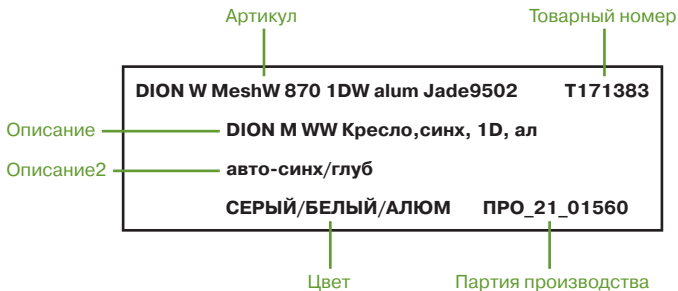 Артикул
Товарный номер
DION W MeshW 870 1DW alum Jade9502 T171383
Описание
DION M WW Кресло,синх, 1D, ал
Описание2
авто-синх/глуб
СЕРЫЙ/БЕЛЫЙ/АЛЮМ ПРО_21_01560
Цвет
Партия производства